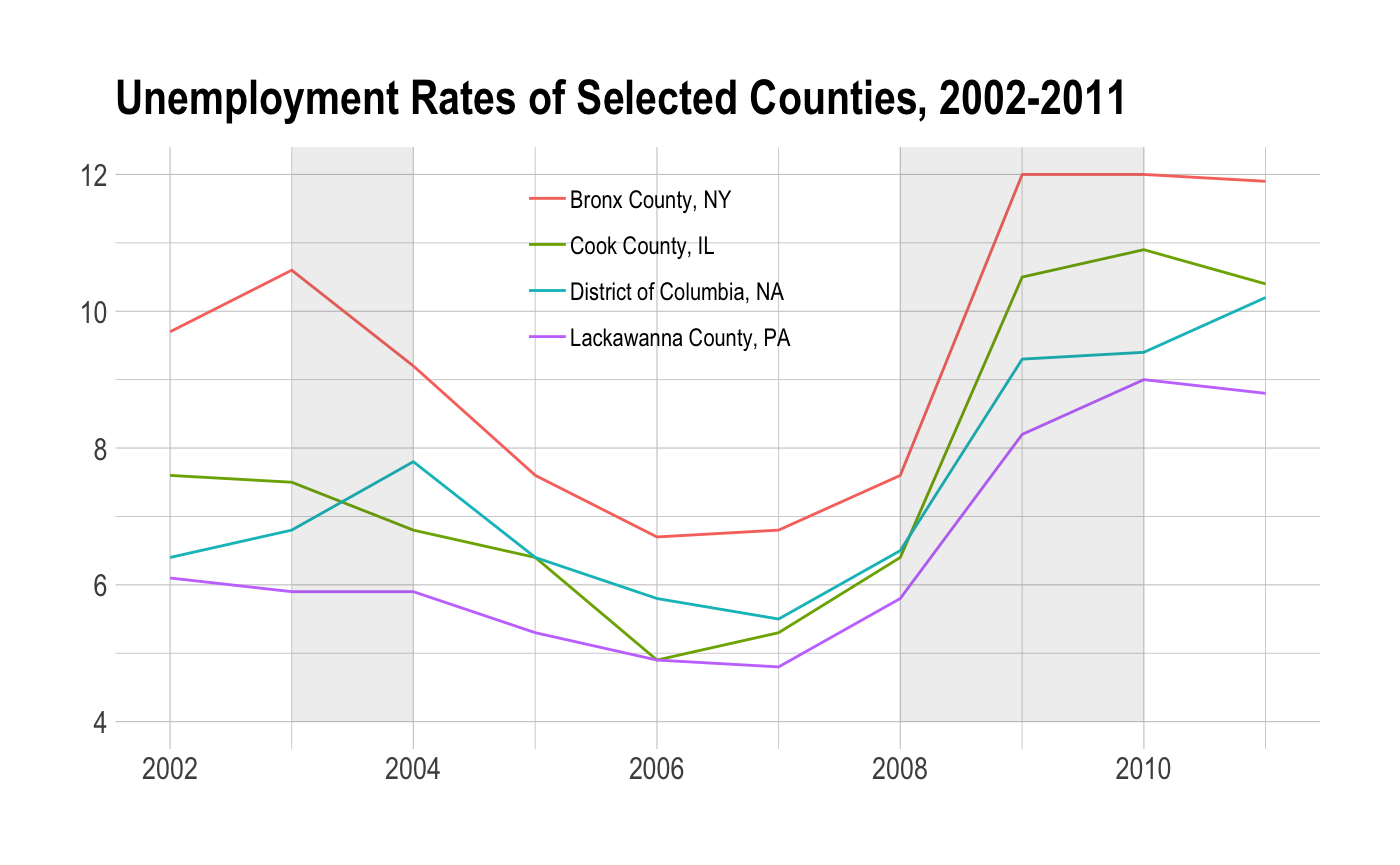 Unemployment Rates of Selected Counties, 2002-2011
12
10
8
6
4
Bronx County, NY
Cook County, IL
District of Columbia, NA
Lackawanna County, PA
2002 2004 2006 2008 2010